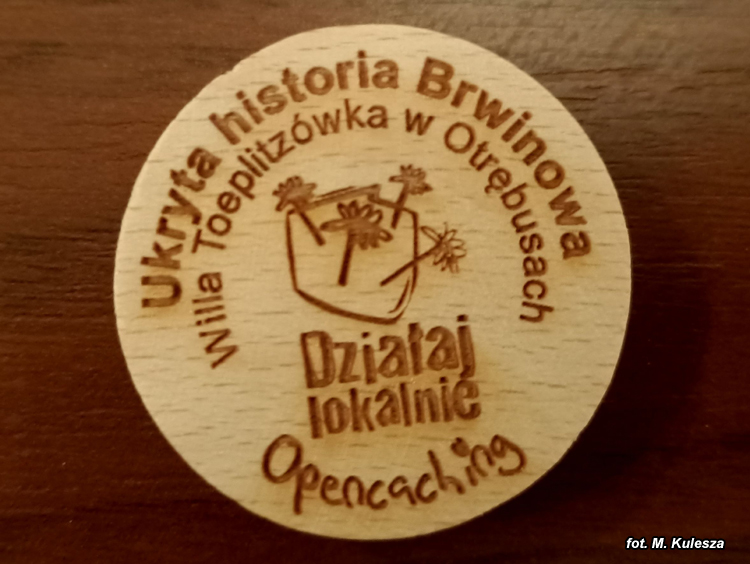 Ukryta historia Brwinowa
Willa Toeplitzówka w Otrębusach
Działaj
lokalnie
Opencaching
fot. M. Kulesza